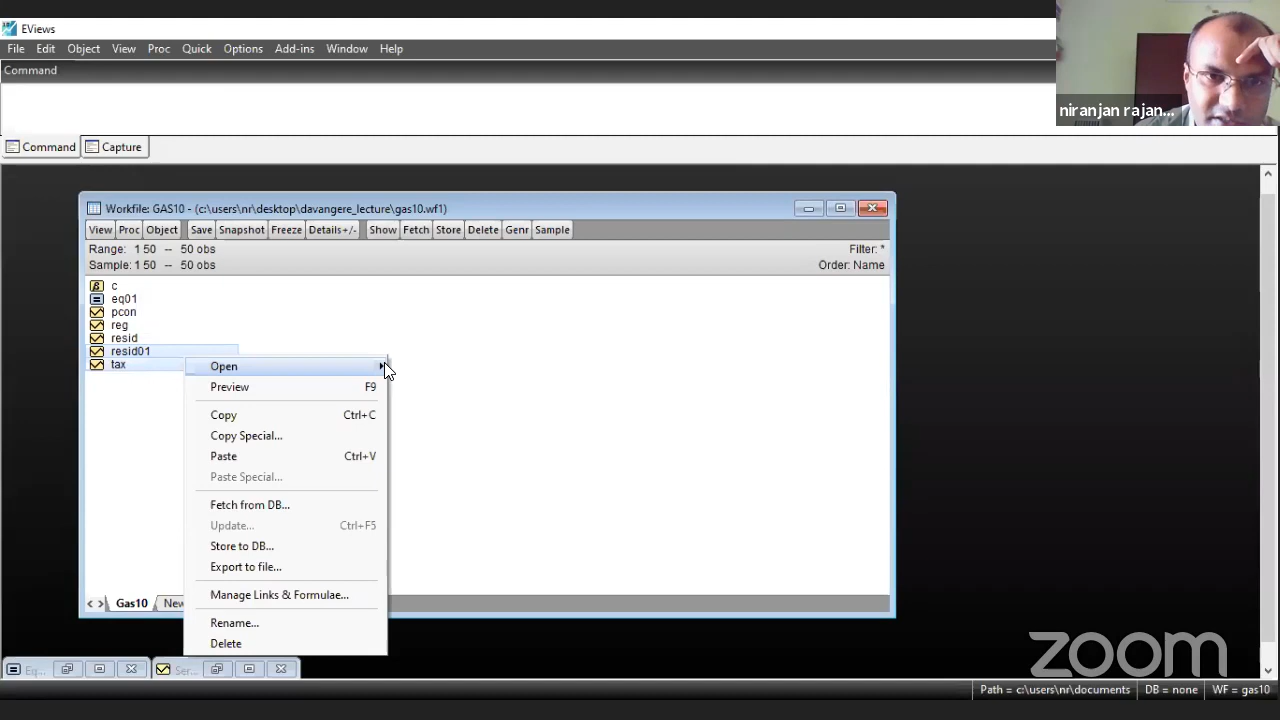 EViews
File Edit Object View Proc Quick Options Add-ins Window Help
Command
niranjan rajan...
Command Capture
Workfile: GAS10 - (c:\users\nr\desktop\davangere_lecture\gas10.wf1)
View Proc Object Save Snapshot Freeze Details+/- Show Fetch Store Delete Genr Sample
Range: 1 50 -- 50 obs Filter: *
Sample: 1 50 -- 50 obs Order: Name
c
eq01
pcon
reg
resid
resid01
tax
Open
Preview F9
Copy Ctrl+C
Copy Special...
Paste Ctrl+V
Paste Special...
Fetch from DB...
Update... Ctrl+F5
Store to DB...
Export to file...
Manage Links & Formulae...
Rename...
Delete
Gas10 New
Eq... Ser...
zoom
Path = c:\users\nr\documents DB = none WF = gas10